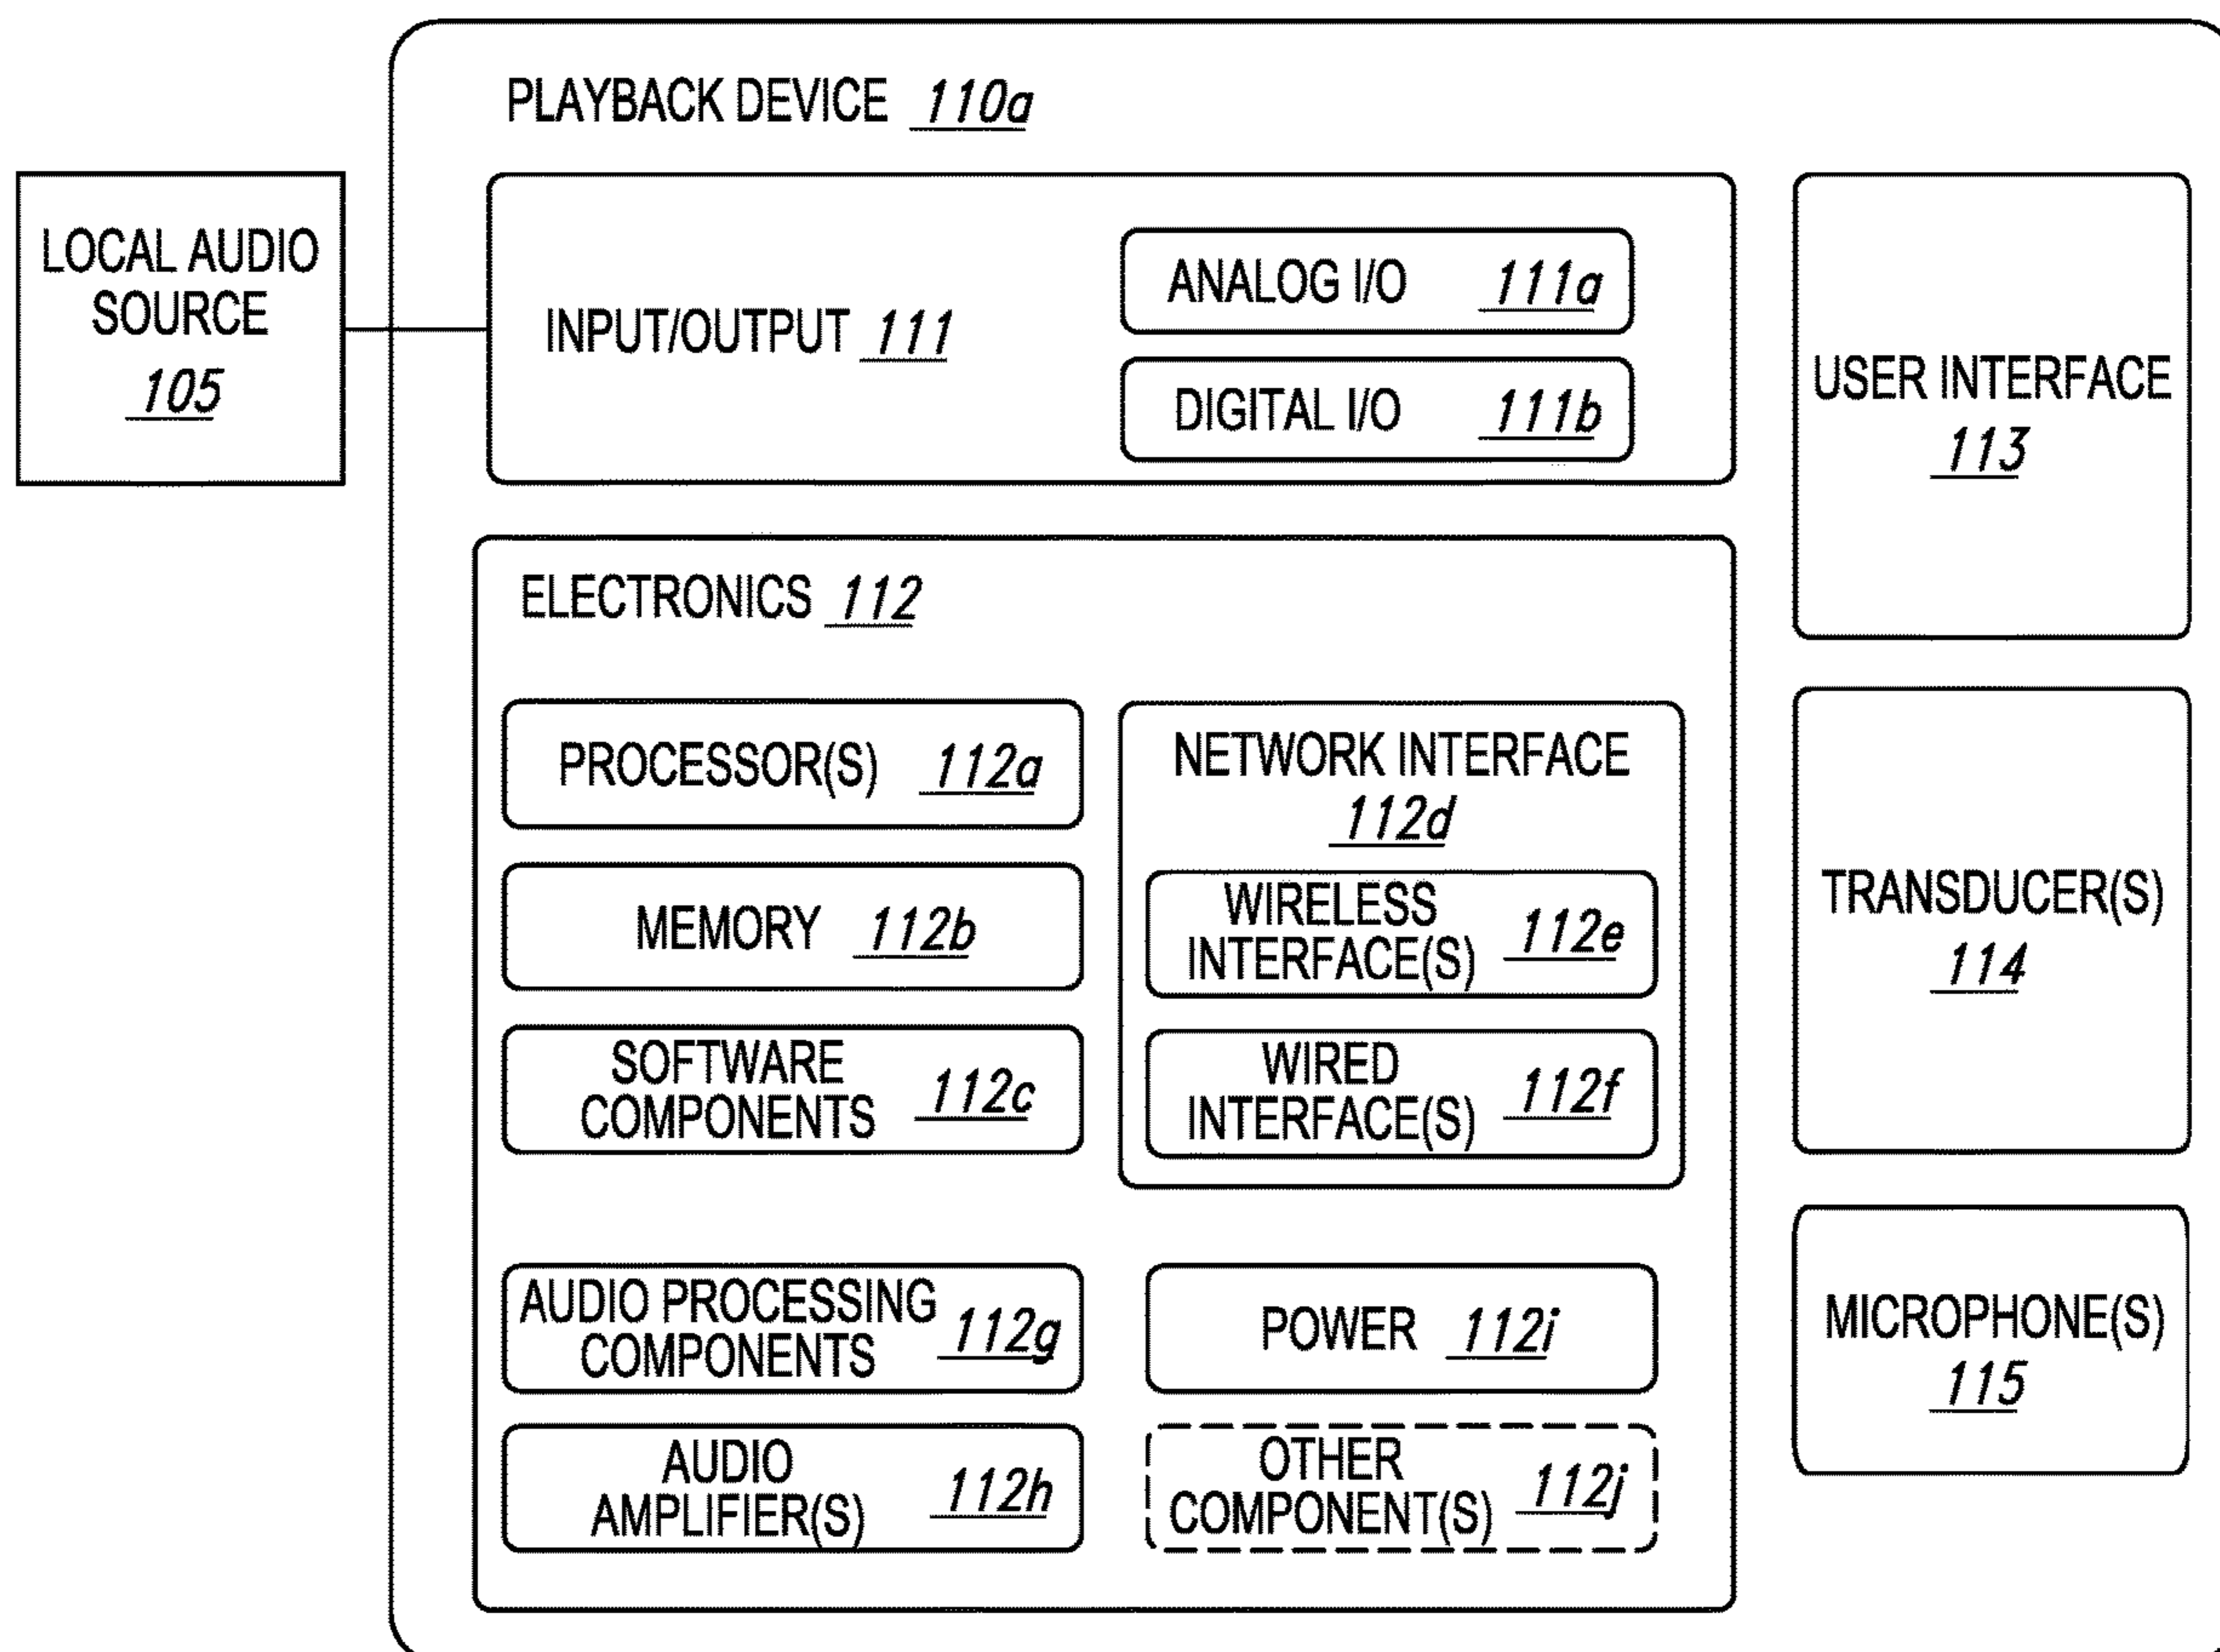 PLAYBACK DEVICE 110a
LOCAL AUDIO
SOURCE
105
INPUT/OUTPUT 111
ANALOG I/O 111a
DIGITAL I/O 111b
USER INTERFACE
113
ELECTRONICS 112
PROCESSOR(S) 112a
MEMORY 112b
SOFTWARE
COMPONENTS 112c
NETWORK INTERFACE
112d
WIRELESS
INTERFACE(S) 112e
WIRED
INTERFACE(S) 112f
AUDIO PROCESSING
COMPONENTS 112g
AUDIO
AMPLIFIER(S) 112h
POWER 112i
OTHER
COMPONENT(S) 112j
TRANSDUCER(S)
114
MICROPHONE(S)
115